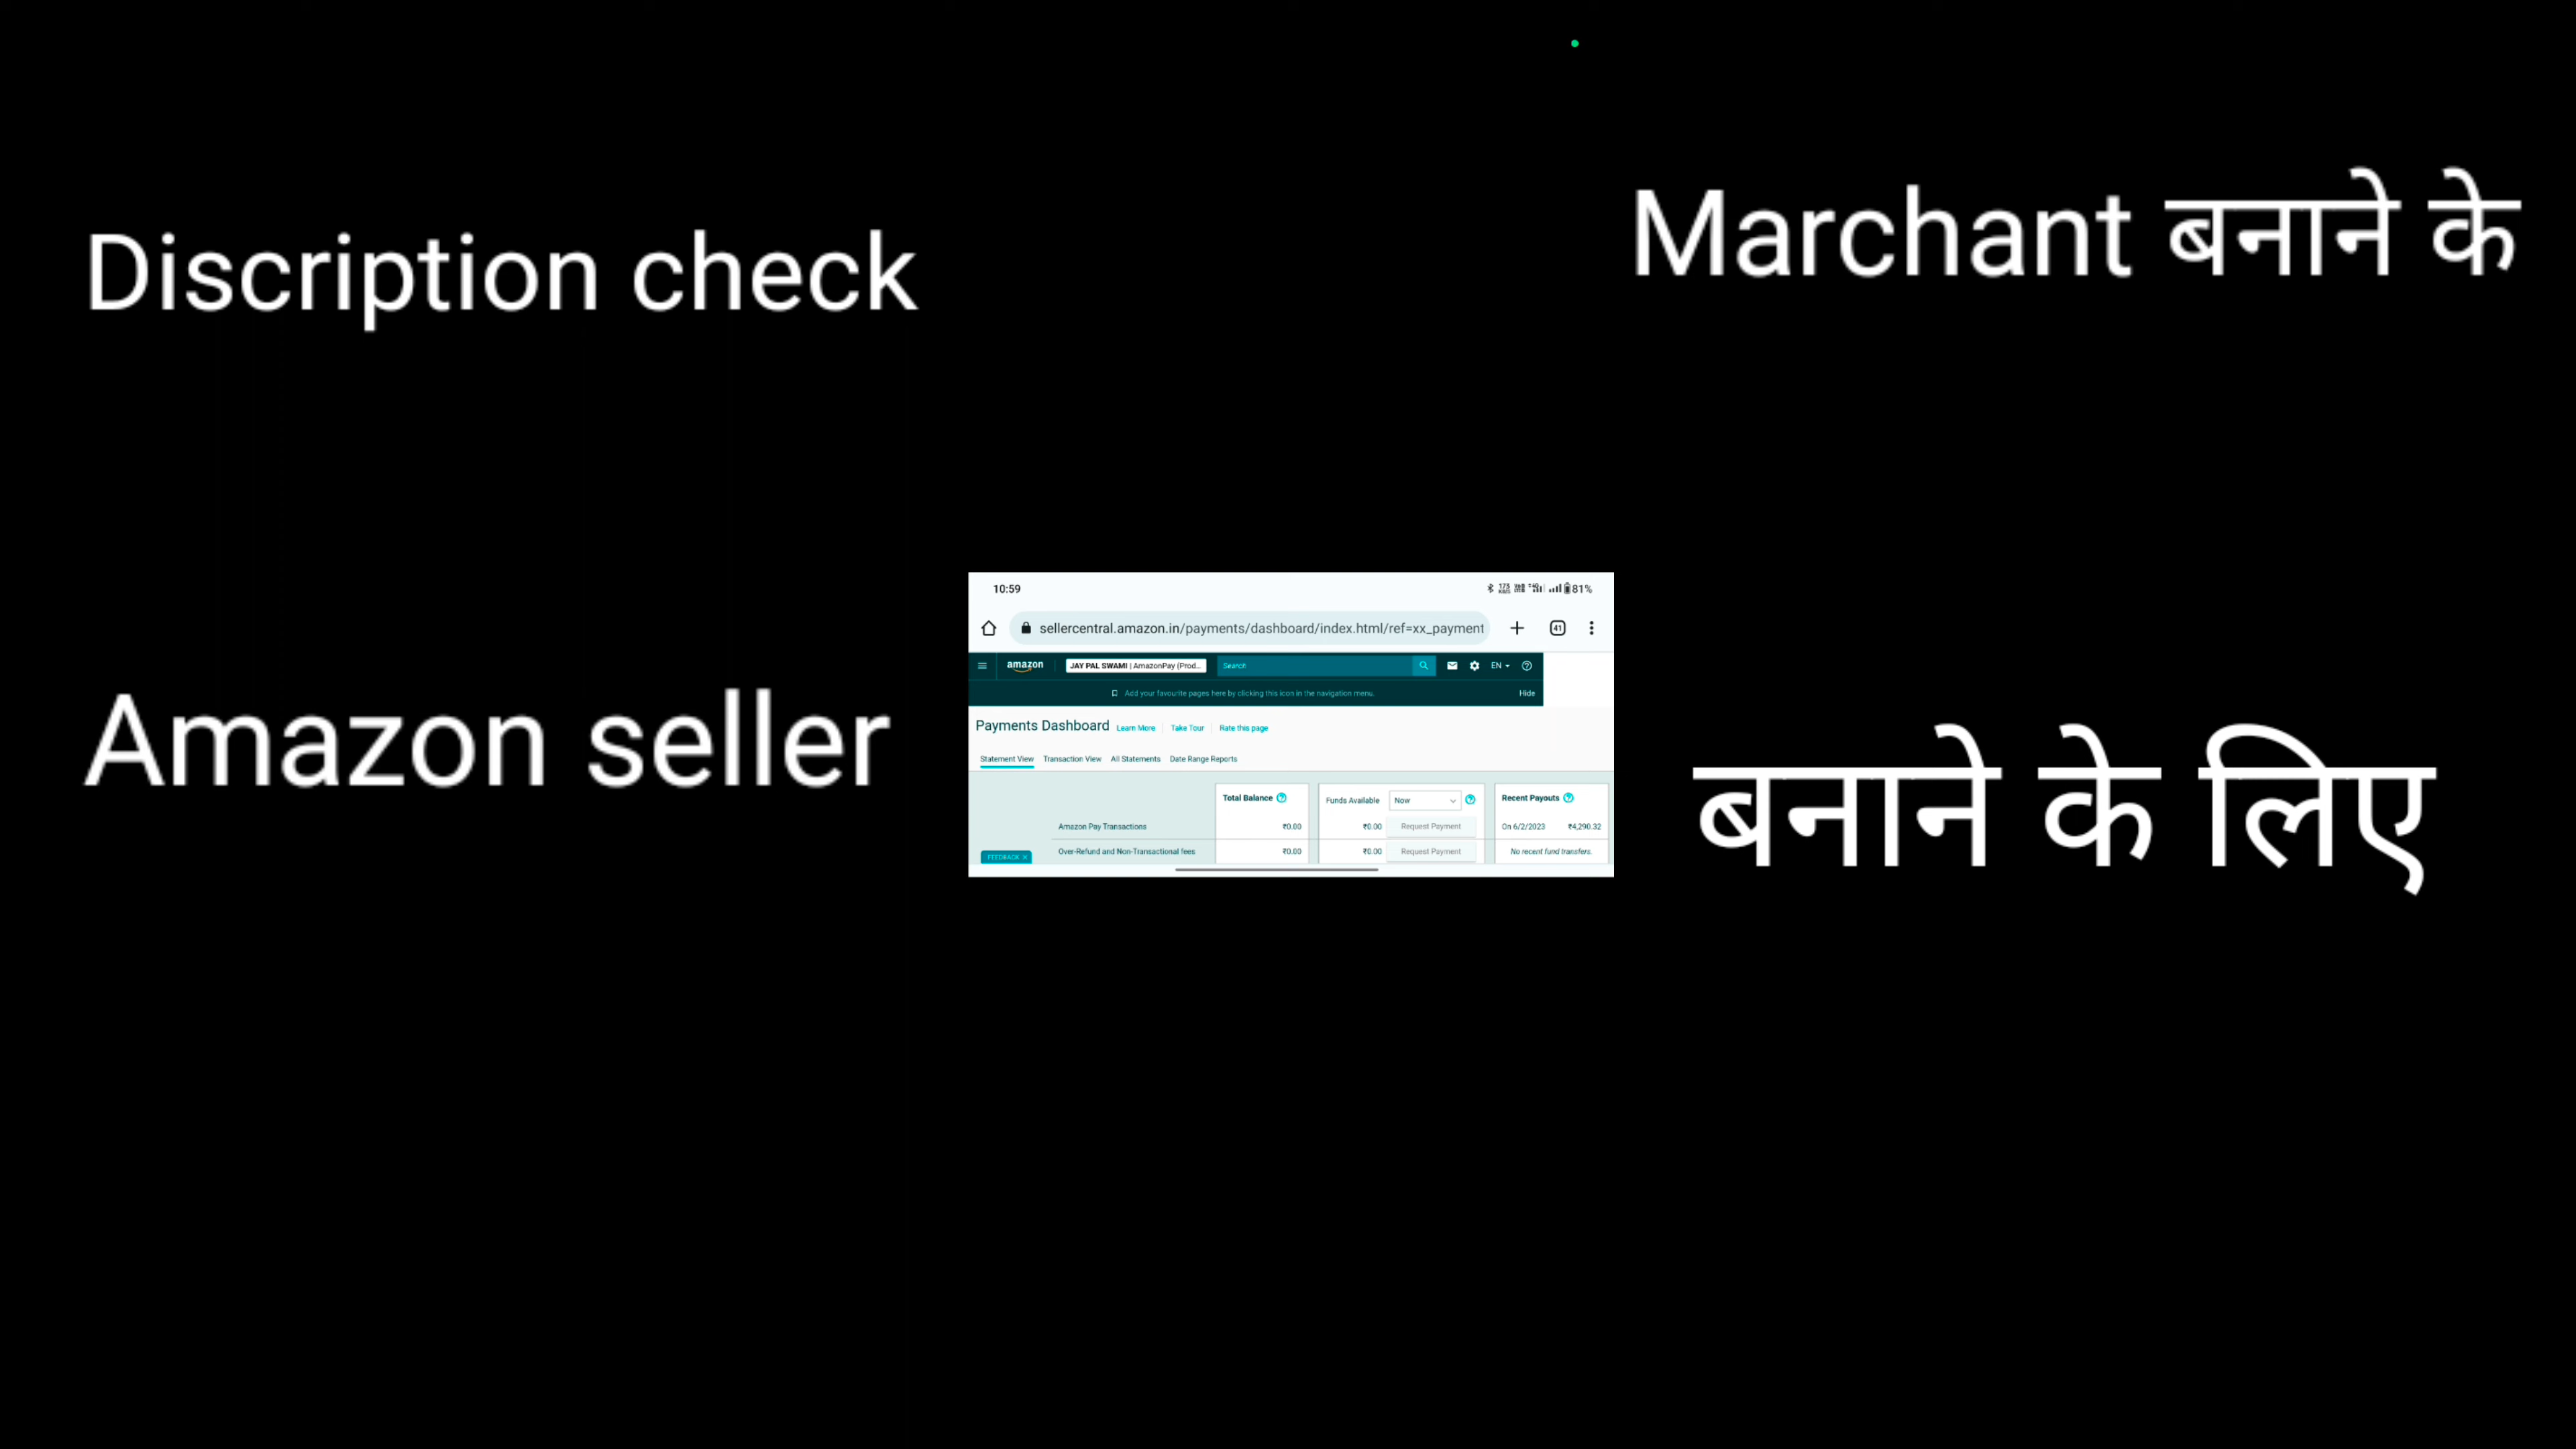 Discription check
Marchant बनाने के
Amazon seller
बनाने के लिए
10:59
81%
sellercentral.amazon.in/payments/dashboard/index.html/ref=xx_payment
41
amazon
JAY PAL SWAMI | AmazonPay (Prod...
Search
EN
Add your favourite pages here by clicking this icon in the navigation menu.
Hide
Payments Dashboard
Learn More
Take Tour
Rate this page
Statement View
Transaction View
All Statements
Date Range Reports
Total Balance
Funds Available
Now
Recent Payouts
Amazon Pay Transactions
₹0.00
₹0.00
Request Payment
On 6/2/2023
₹4,290.32
Over-Refund and Non-Transactional fees
₹0.00
₹0.00
Request Payment
No recent fund transfers.
FEEDBACK